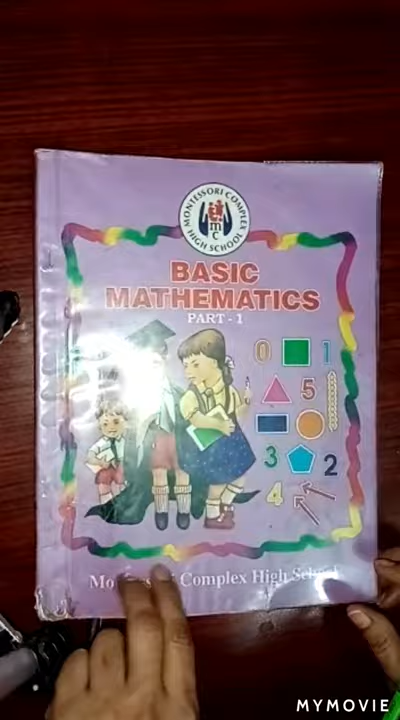 MONTESSORI COMPLEX
HIGH SCHOOL
mc
BASIC
MATHEMATICS
PART - 1
0 1
5
3 2
4
Complex High School
MYMOVIE